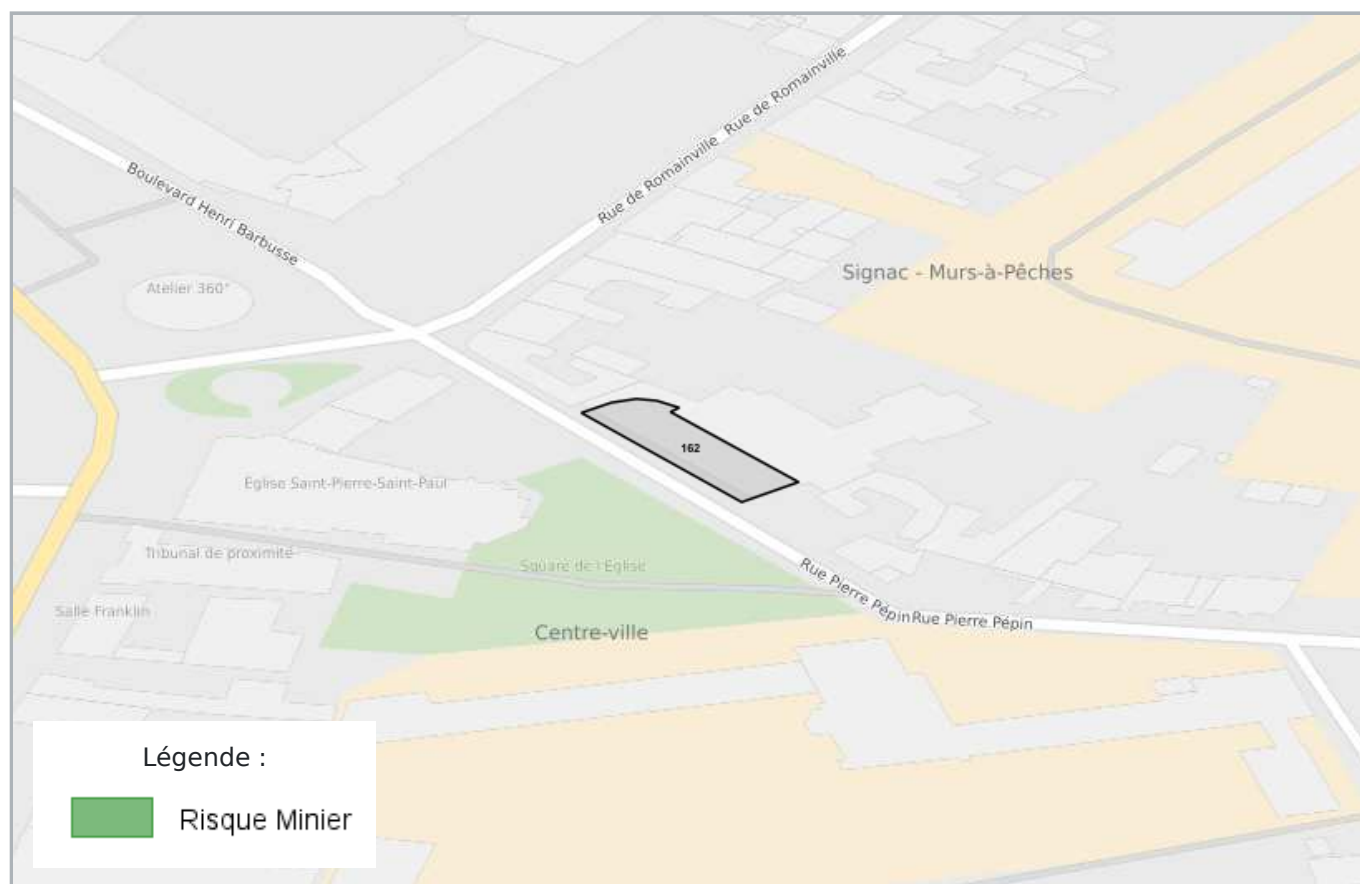 Rue de Romainville
Rue de Romainville
Boulevard Henri Barbusse
Signac - Murs-à-Pêches
Atelier 360°
162
Eglise Saint-Pierre-Saint-Paul
Tribunal de proximité
Square de l'Eglise
Salle Franklin
Rue Pierre Pépin
Rue Pierre Pépin
Centre-ville
Légende :
Risque Minier